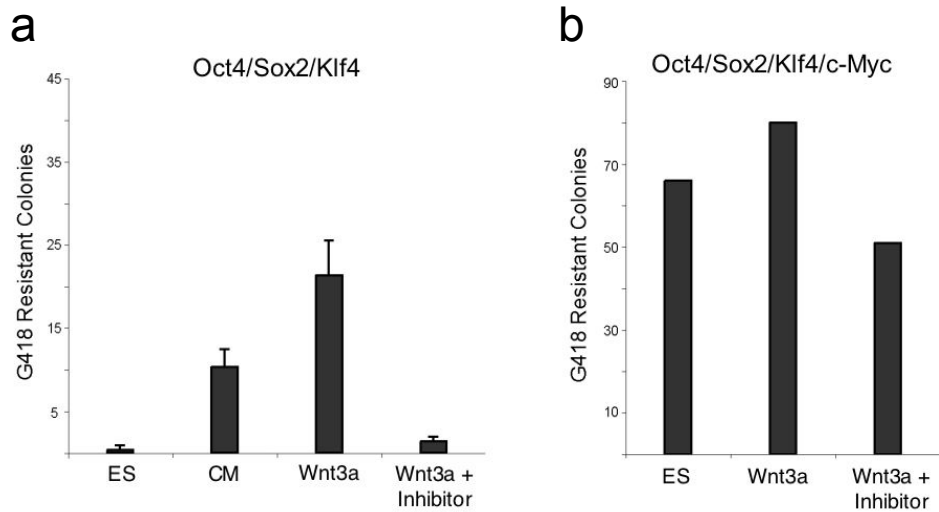 a
Oct4/Sox2/Klf4
G418 Resistant Colonies
45
35
25
15
5
ES
CM
Wnt3a
Wnt3a +
Inhibitor
b
Oct4/Sox2/Klf4/c-Myc
G418 Resistant Colonies
90
70
50
30
10
ES
Wnt3a
Wnt3a +
Inhibitor